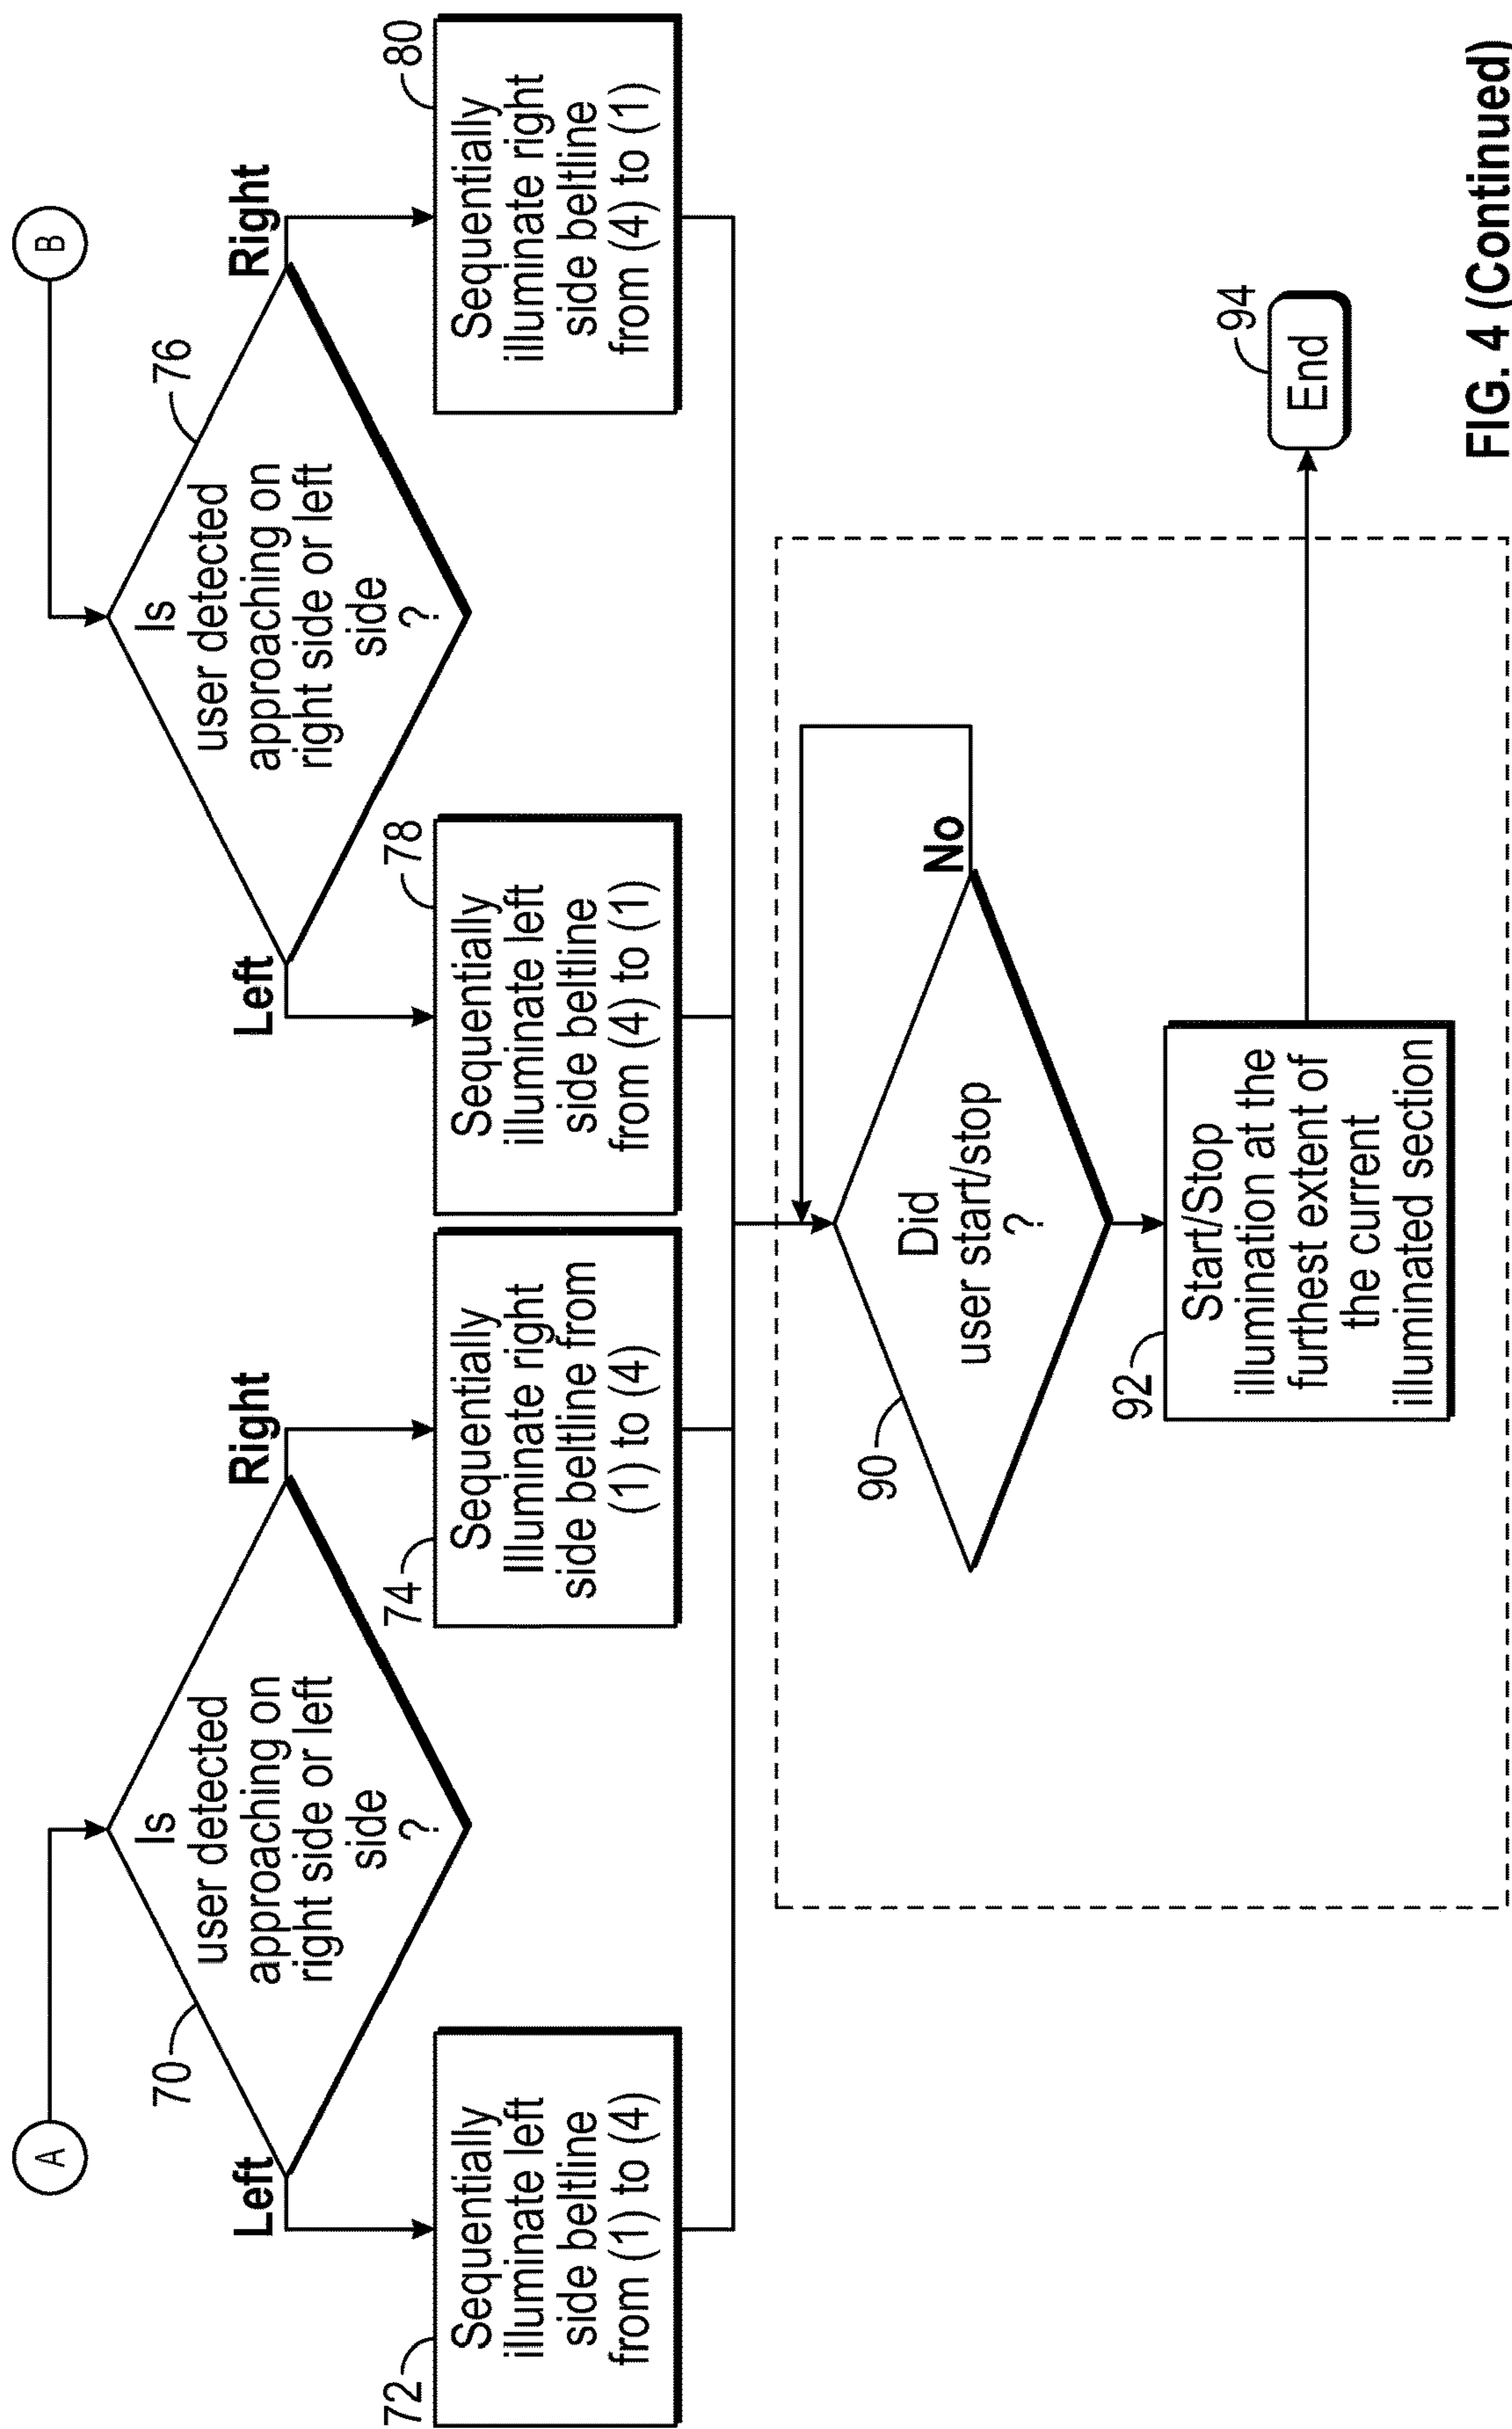 A
B
70
Is
user detected
approaching on
right side or left
side
?
Left
Right
76
Is
user detected
approaching on
right side or left
side
?
Left
Right
72
Sequentially
illuminate left
side beltline
from (1) to (4)
74
Sequentially
illuminate right
side beltline from
(1) to (4)
78
Sequentially
illuminate left
side beltline
from (4) to (1)
80
Sequentially
illuminate right
side beltline
from (4) to (1)
90
Did
user start/stop
?
No
92
Start/Stop
illumination at the
furthest extent of
the current
illuminated section
94
End
FIG. 4 (Continued)